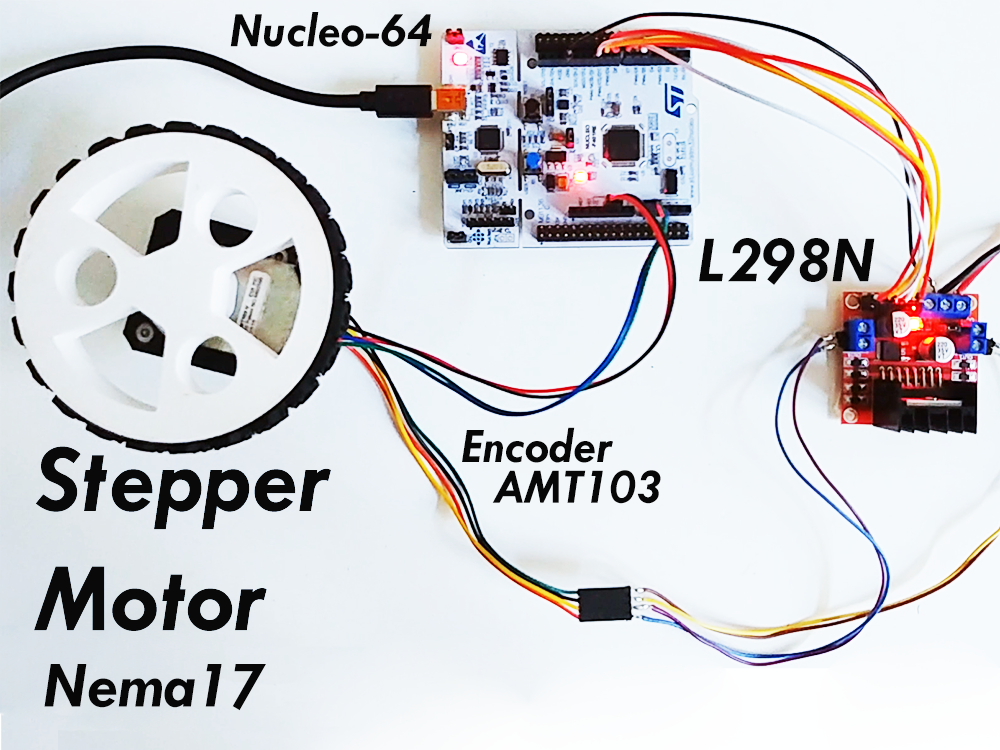 Nucleo-64
L298N
Encoder
AMT103
Stepper
Motor
Nema17